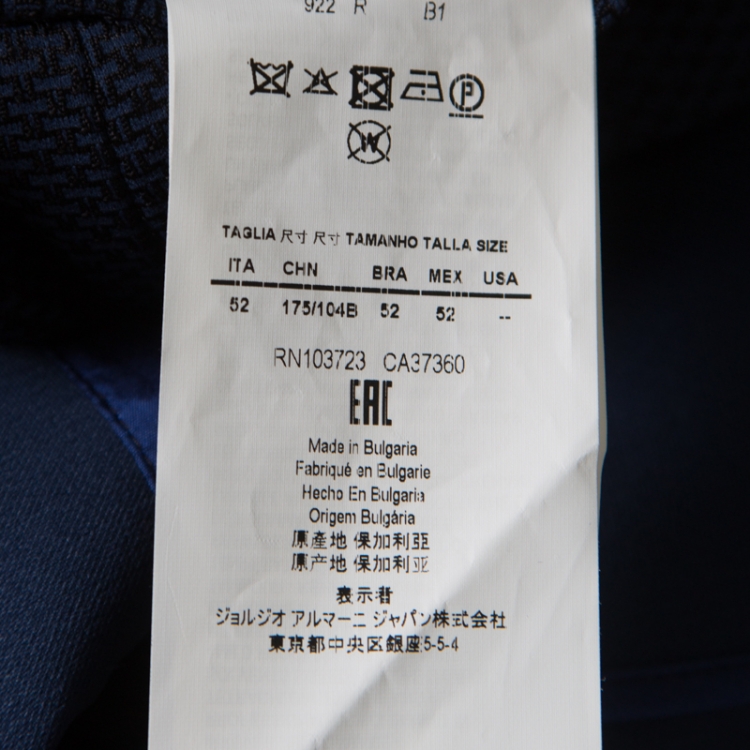 922 R B1
P
W
TAGLIA 尺寸 尺寸 TAMANHO TALLA SIZE
ITA CHN BRA MEX USA
52 175/104B 52 52 --
RN103723 CA37360
EAC
Made in Bulgaria
Fabriqué en Bulgarie
Hecho En Bulgaria
Origem Bulgária
原產地 保加利亞
原产地 保加利亚
表示者
ジョルジオ アルマーニ ジャパン株式会社
東京都中央区銀座5-5-4